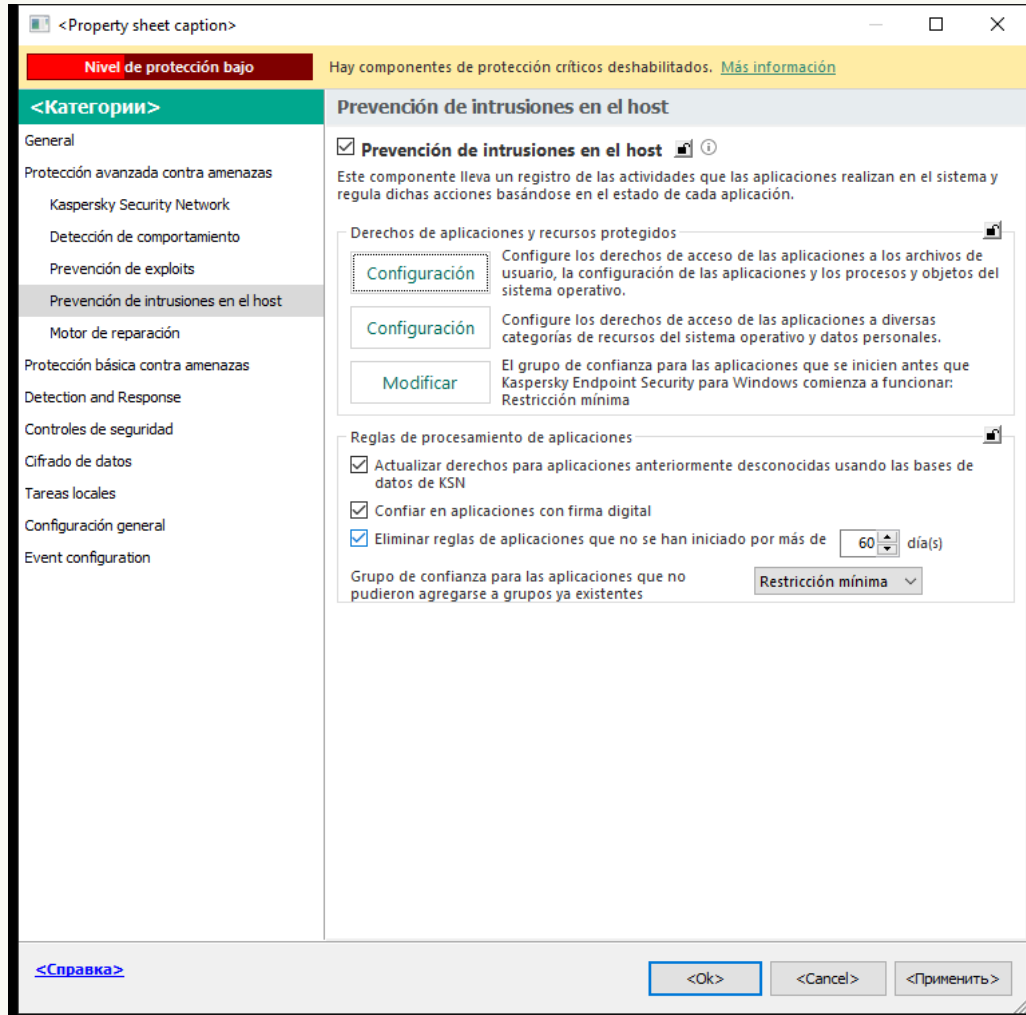 <Property sheet caption>
Nivel de protección bajo
Hay componentes de protección críticos deshabilitados. Más información
<Категории>
General
Protección avanzada contra amenazas
Kaspersky Security Network
Detección de comportamiento
Prevención de exploits
Prevención de intrusiones en el host
Motor de reparación
Protección básica contra amenazas
Detection and Response
Controles de seguridad
Cifrado de datos
Tareas locales
Configuración general
Event configuration
Prevención de intrusiones en el host
Prevención de intrusiones en el host
Este componente lleva un registro de las actividades que las aplicaciones realizan en el sistema y
regula dichas acciones basándose en el estado de cada aplicación.
Derechos de aplicaciones y recursos protegidos
Configuración
Configure los derechos de acceso de las aplicaciones a los archivos de
usuario, la configuración de las aplicaciones y los procesos y objetos del
sistema operativo.
Configuración
Configure los derechos de acceso de las aplicaciones a diversas
categorías de recursos del sistema operativo y datos personales.
Modificar
El grupo de confianza para las aplicaciones que se inicien antes que
Kaspersky Endpoint Security para Windows comienza a funcionar:
Restricción mínima
Reglas de procesamiento de aplicaciones
Actualizar derechos para aplicaciones anteriormente desconocidas usando las bases de
datos de KSN
Confiar en aplicaciones con firma digital
Eliminar reglas de aplicaciones que no se han iniciado por más de 60 día(s)
Grupo de confianza para las aplicaciones que no
pudieron agregarse a grupos ya existentes
Restricción mínima
<Справка>
<Ok>
<Cancel>
<Применить>